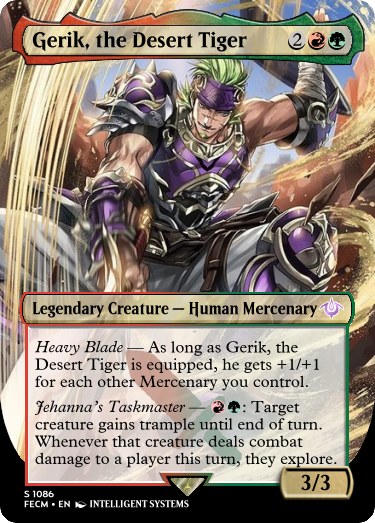 Gerik, the Desert Tiger 2
Legendary Creature — Human Mercenary
Heavy Blade — As long as Gerik, the
Desert Tiger is equipped, he gets +1/+1
for each other Mercenary you control.
Jehanna's Taskmaster — : Target
creature gains trample until end of turn.
Whenever that creature deals combat
damage to a player this turn, they explore.
3/3
S 1086
FECM • EN INTELLIGENT SYSTEMS